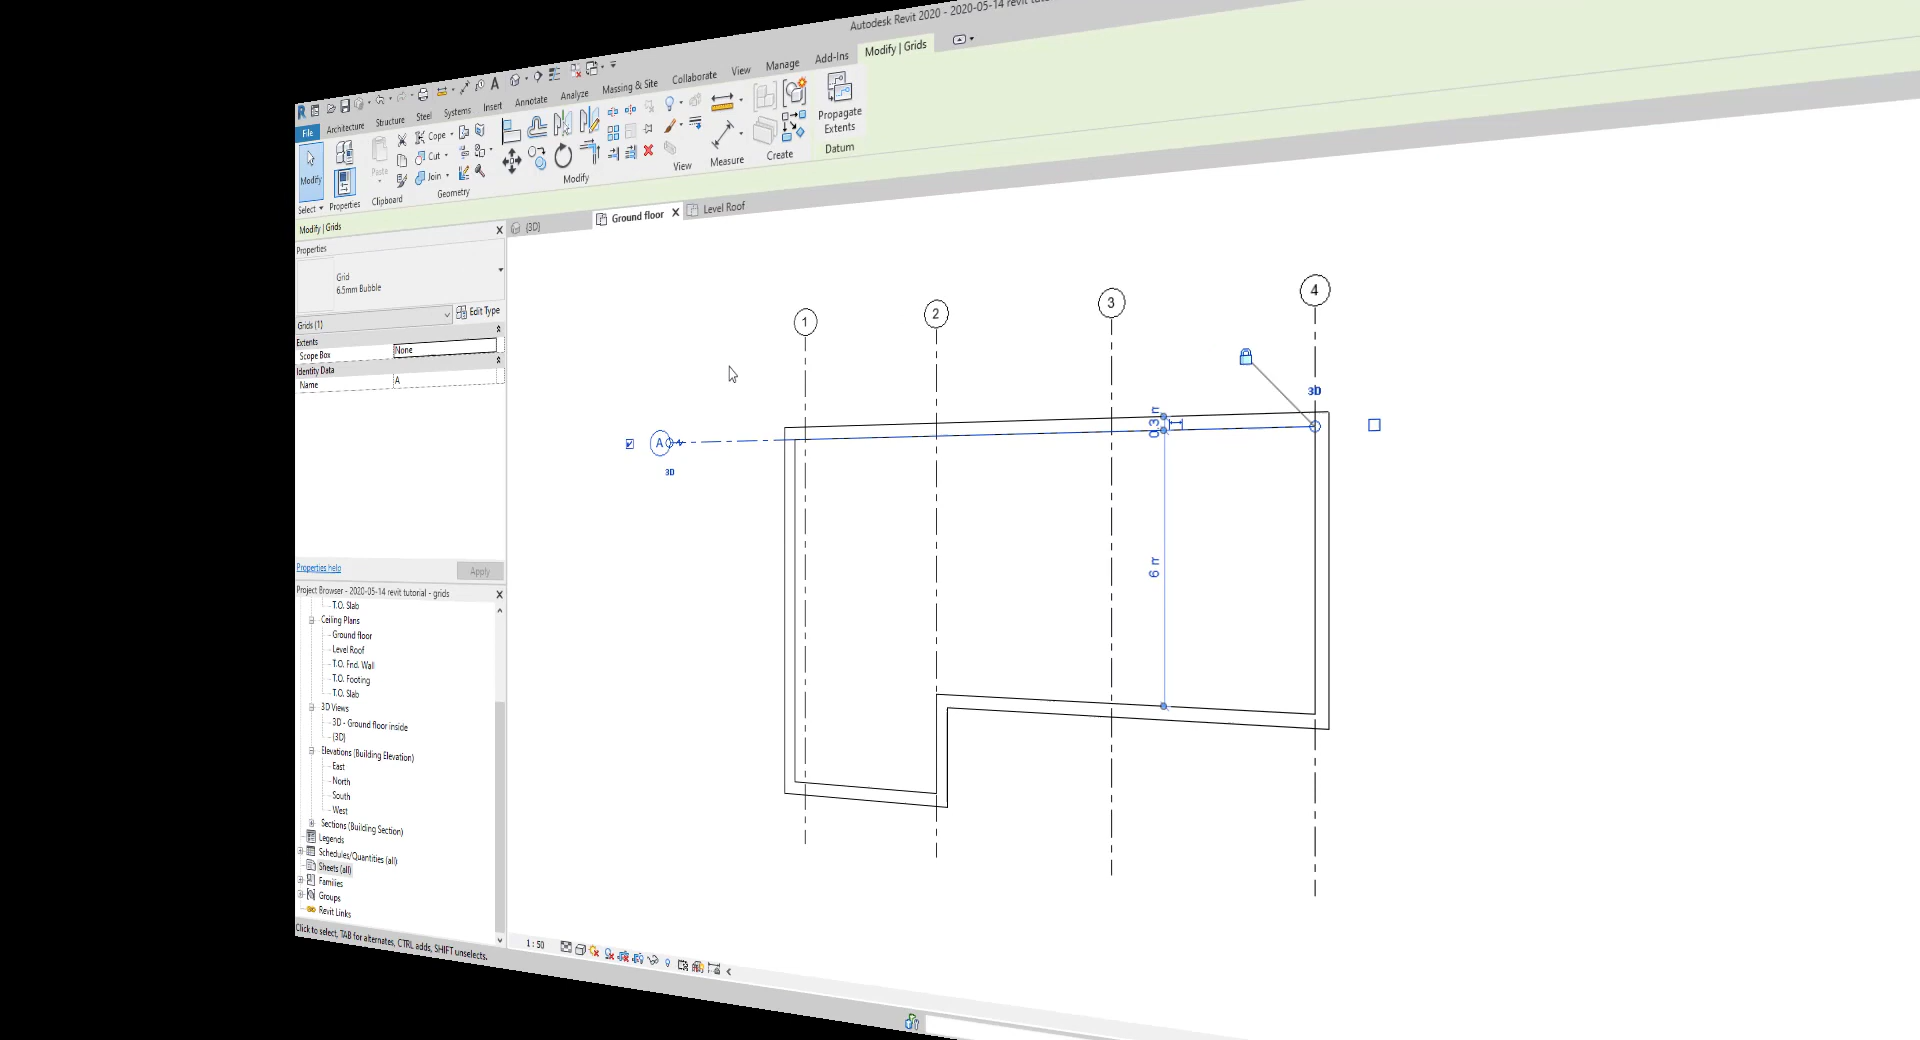 Autodesk Revit 2020 - 2020-05-14 revit
File
Architecture
Structure
Steel
Systems
Insert
Annotate
Analyze
Massing & Site
Collaborate
View
Manage
Add-Ins
Modify | Grids
Modify
Select
Properties
Paste
Clipboard
Cope
Cut
Join
Geometry
Modify
View
Measure
Create
Propagate
Extents
Datum
Modify | Grids
{3D}
Ground floor
Level Roof
Properties
Grid
6.5mm Bubble
Grids (1)
Edit Type
Extents
Scope Box
None
Identity Data
Name
A
Properties help
Apply
Project Browser - 2020-05-14 revit tutorial - grids
T.O. Slab
Ceiling Plans
Ground floor
Level Roof
T.O. Fnd. Wall
T.O. Footing
T.O. Slab
3D Views
3D - Ground floor inside
{3D}
Elevations (Building Elevation)
East
North
South
West
Sections (Building Section)
Legends
Schedules/Quantities (all)
Sheets (all)
Families
Groups
Revit Links
Click to select, TAB for alternates, CTRL adds, SHIFT unselects.
1 : 50
1
2
3
4
A
3D
3D
6 m